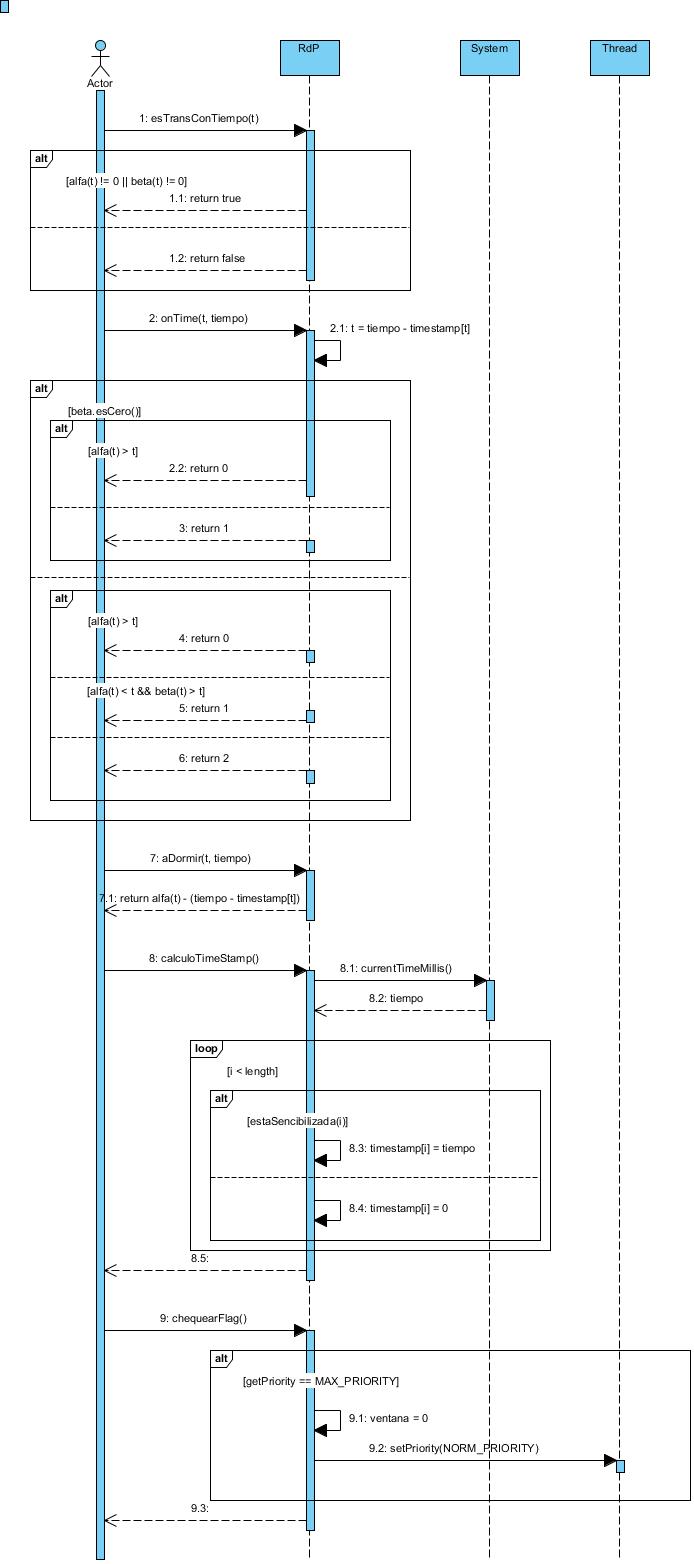 RdP
System
Thread
Actor
1: esTransConTiempo(t)
alt
[alfa(t) != 0 || beta(t) != 0]
1.1: return true
1.2: return false
2: onTime(t, tiempo)
2.1: t = tiempo - timestamp[t]
alt
[beta.esCero()]
alt
[alfa(t) > t]
2.2: return 0
3: return 1
alt
[alfa(t) > t]
4: return 0
[alfa(t) < t && beta(t) > t]
5: return 1
6: return 2
7: aDormir(t, tiempo)
7.1: return alfa(t) - (tiempo - timestamp[t])
8: calculoTimeStamp()
8.1: currentTimeMillis()
8.2: tiempo
loop
[i < length]
alt
[estaSencibilizada(i)]
8.3: timestamp[i] = tiempo
8.4: timestamp[i] = 0
8.5:
9: chequearFlag()
alt
[getPriority == MAX_PRIORITY]
9.1: ventana = 0
9.2: setPriority(NORM_PRIORITY)
9.3: